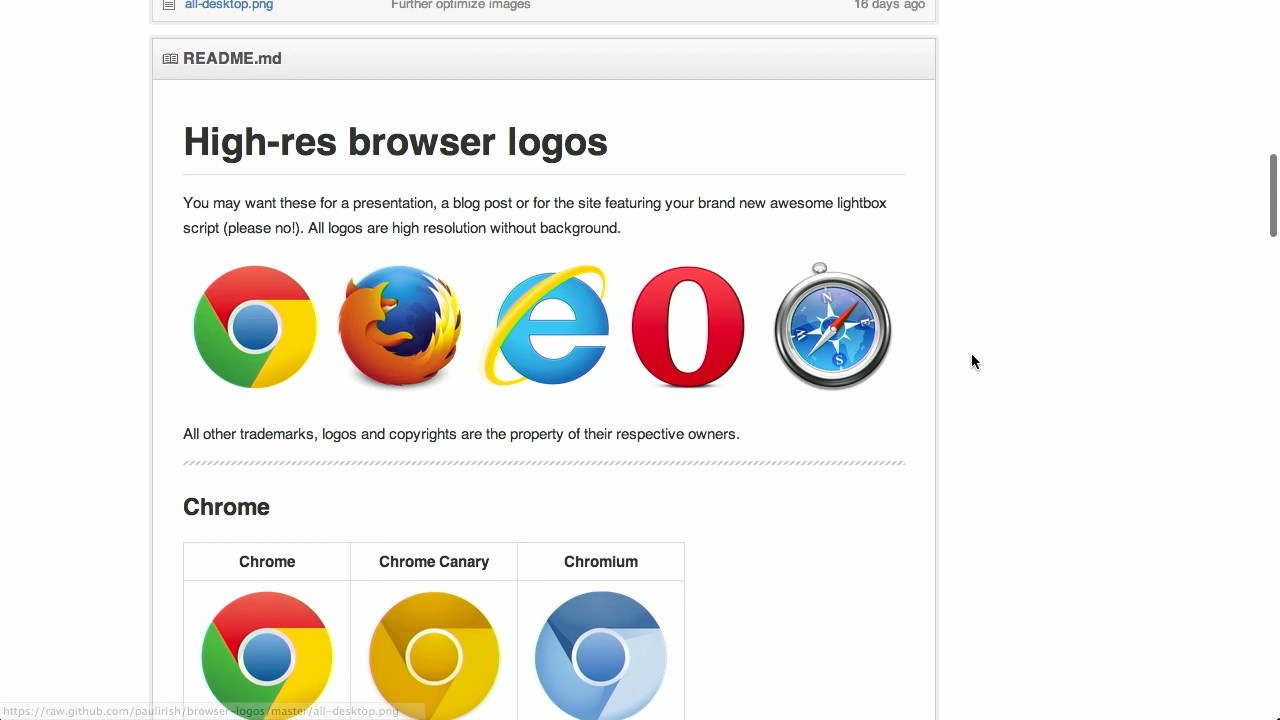 all-desktop.png Further optimize images 16 days ago
README.md
High-res browser logos
You may want these for a presentation, a blog post or for the site featuring your brand new awesome lightbox
script (please no!). All logos are high resolution without background.
All other trademarks, logos and copyrights are the property of their respective owners.
Chrome
Chrome Chrome Canary Chromium
https://raw.github.com/paulirish/browser-logos/master/all-desktop.png